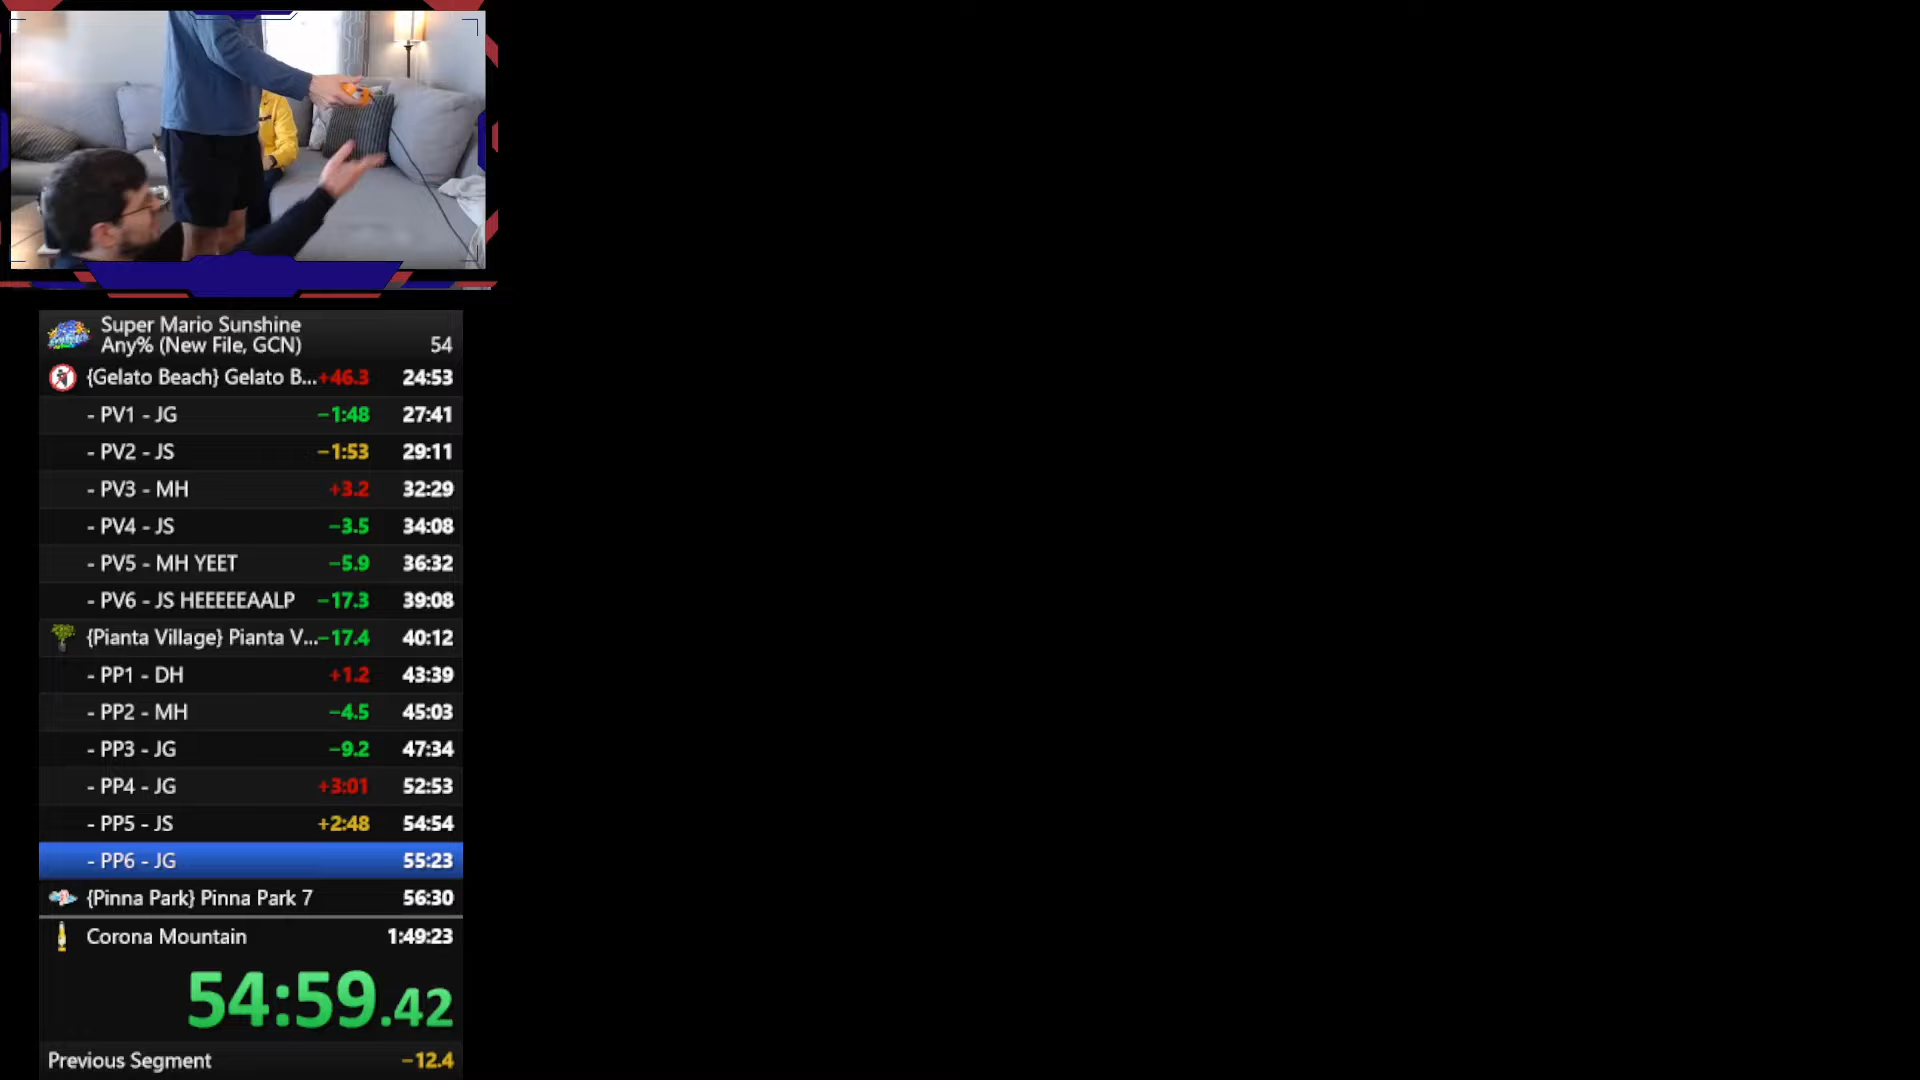 Super Mario Sunshine
Any% (New File, GCN) 54
{Gelato Beach} Gelato B... +46.3 24:53
- PV1 - JG −1:48 27:41
- PV2 - JS −1:53 29:11
- PV3 - MH +3.2 32:29
- PV4 - JS −3.5 34:08
- PV5 - MH YEET −5.9 36:32
- PV6 - JS HEEEEEAALP −17.3 39:08
{Pianta Village} Pianta V... −17.4 40:12
- PP1 - DH +1.2 43:39
- PP2 - MH −4.5 45:03
- PP3 - JG −9.2 47:34
- PP4 - JG +3:01 52:53
- PP5 - JS +2:48 54:54
- PP6 - JG 55:23
{Pinna Park} Pinna Park 7 56:30
Corona Mountain 1:49:23
54:59.42
Previous Segment −12.4